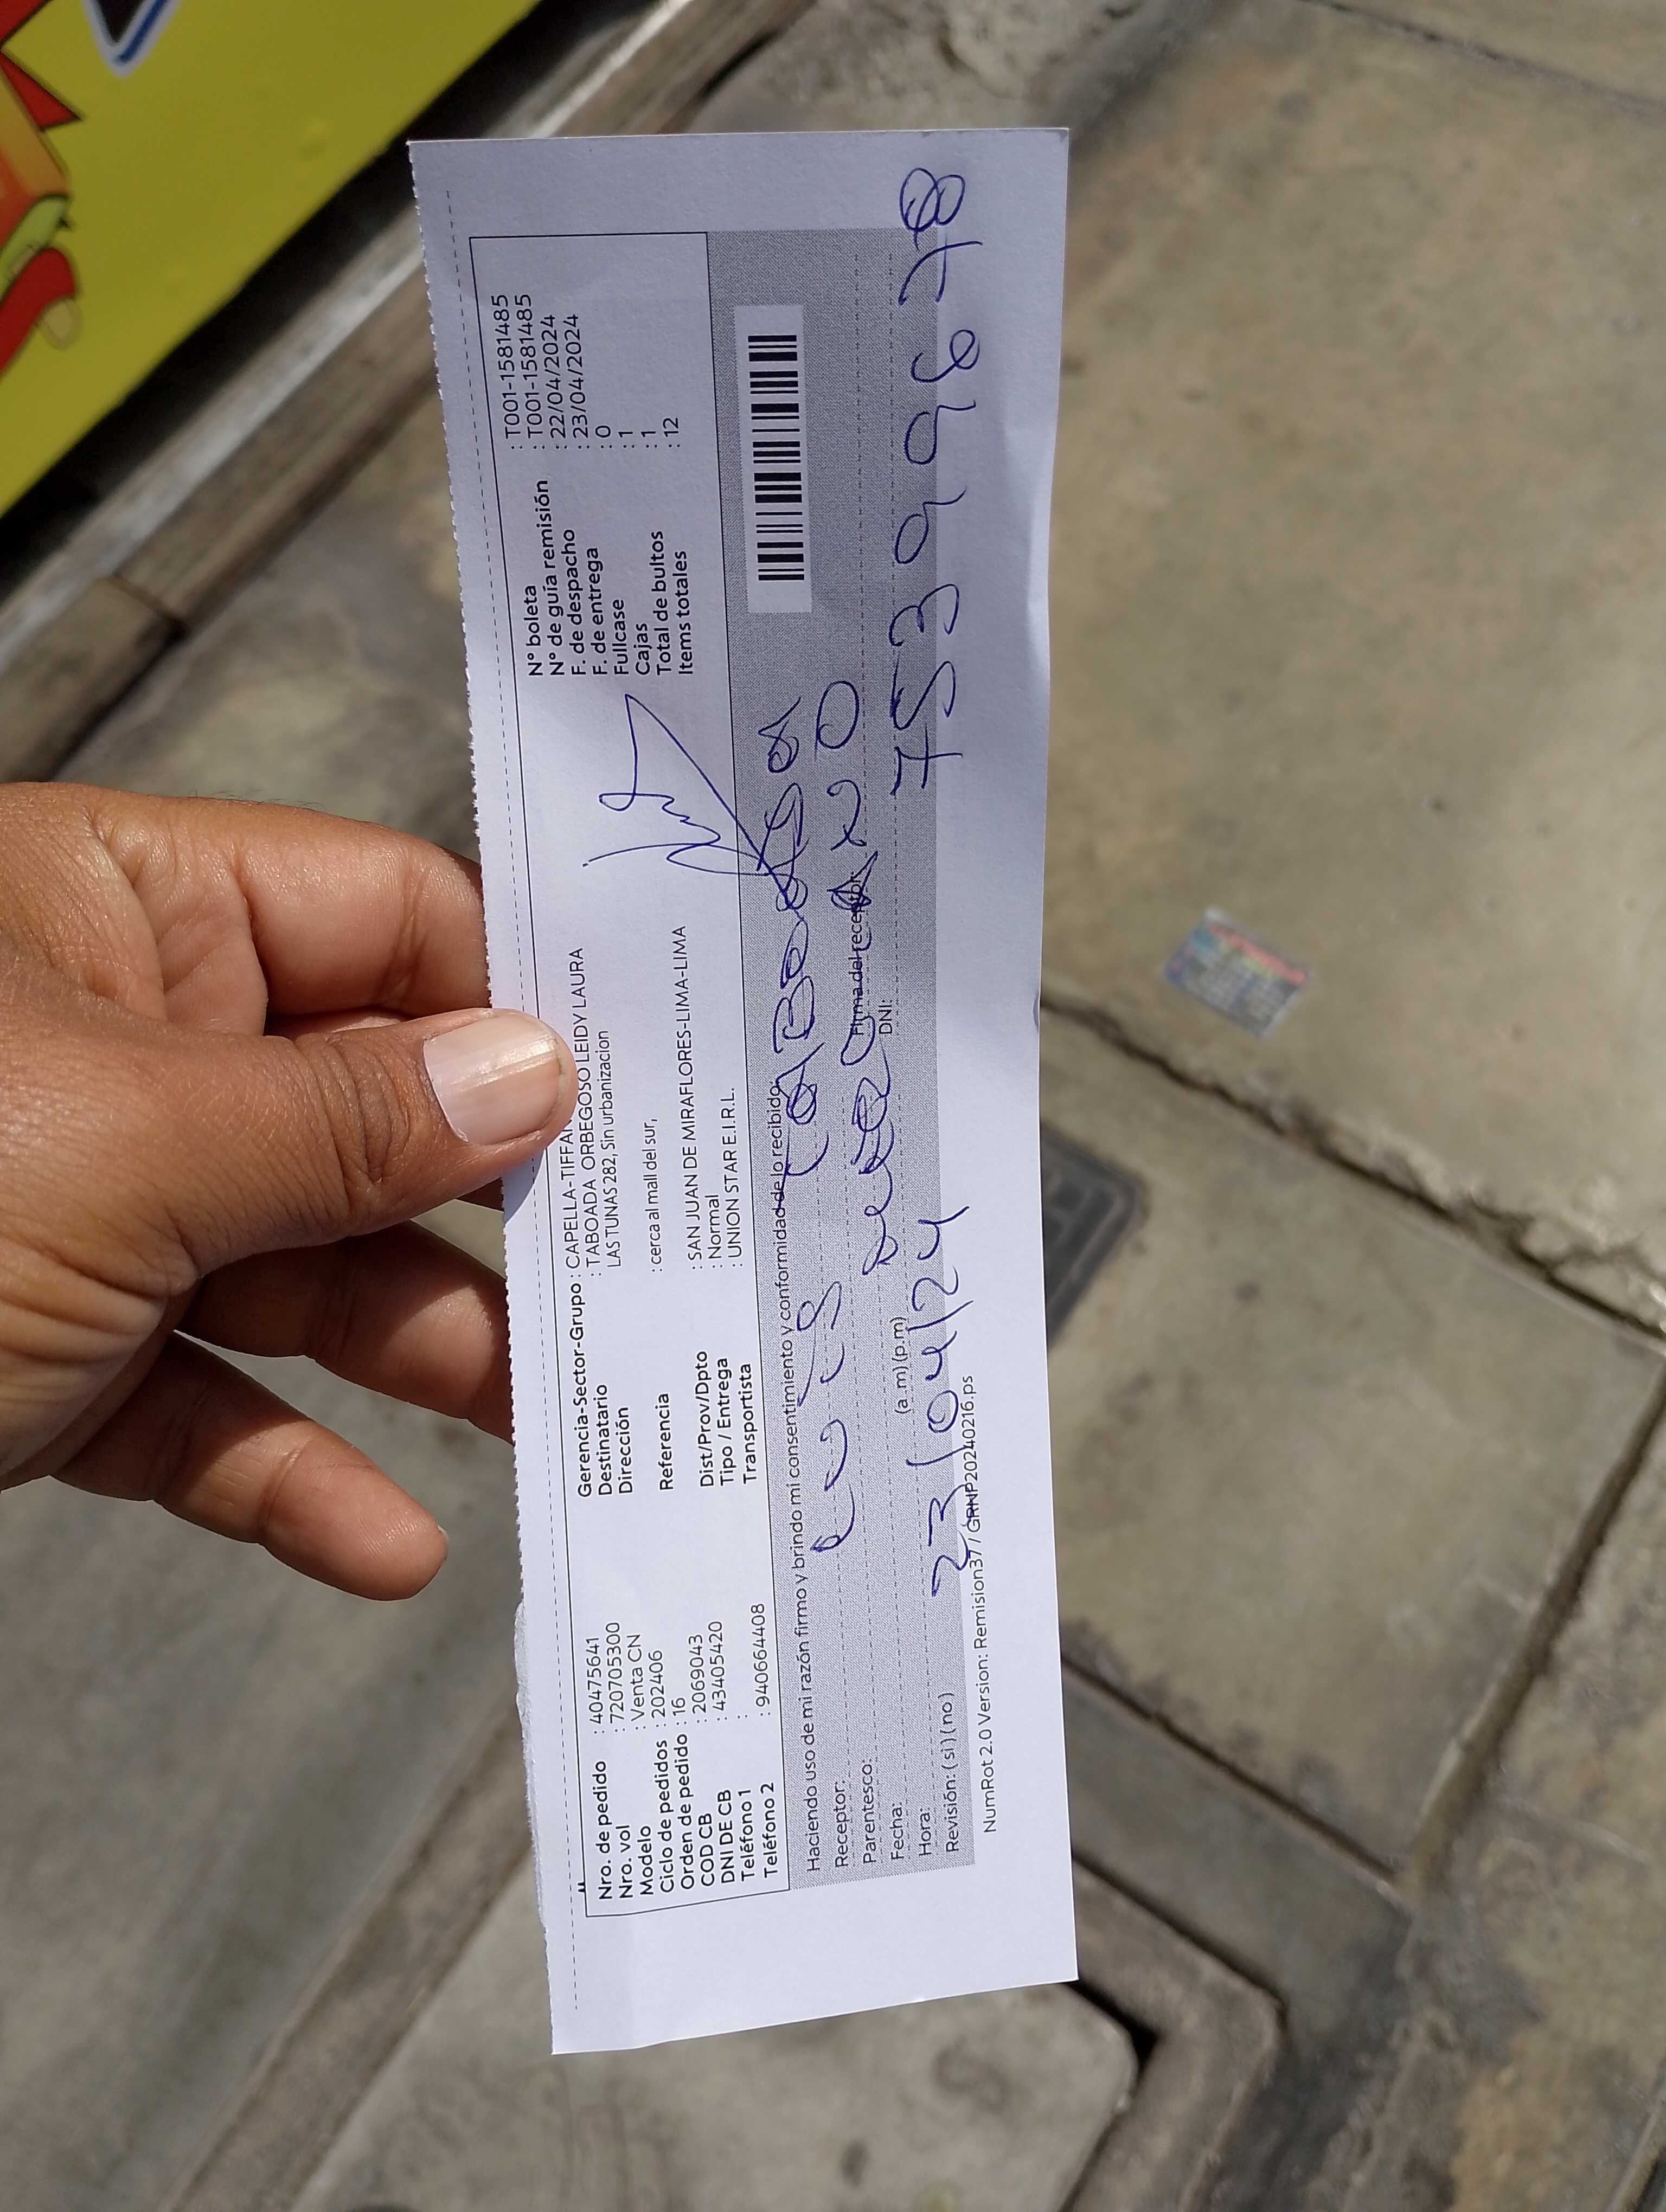 Nro. de pedido : 40475641
Nro. vol : 720705300
Modelo : Venta CN
Ciclo de pedidos : 202406
Orden de pedido : 16
COD CB : 2069043
DNI DE CB : 43405420
Teléfono 1 :
Teléfono 2 : 940664408
Gerencia-Sector-Grupo : CAPELLA-TIFFAN
Destinatario : TABOADA ORBEGOSO LEIDY LAURA
Dirección LAS TUNAS 282, Sin urbanizacion
Referencia : cerca al mall del sur,
Dist/Prov/Dpto : SAN JUAN DE MIRAFLORES-LIMA-LIMA
Tipo / Entrega : Normal
Transportista : UNION STAR E.I.R.L.
N° boleta : T001-1581485
N° de guía remisión : T001-1581485
F. de despacho : 22/04/2024
F. de entrega : 23/04/2024
Fullcase : 0
Cajas : 1
Total de bultos : 1
Items totales : 12
Haciendo uso de mi razón firmo y brindo mi consentimiento y conformidad de lo recibido:
Receptor:
Parentesco:
Fecha: 23/04/24
Hora: (a.m) (p.m)
Revisión: ( si ) ( no )
Firma del receptor:
DNI: 75399678
NumRot 2.0 Version: Remision37 / GRNP20240216.ps